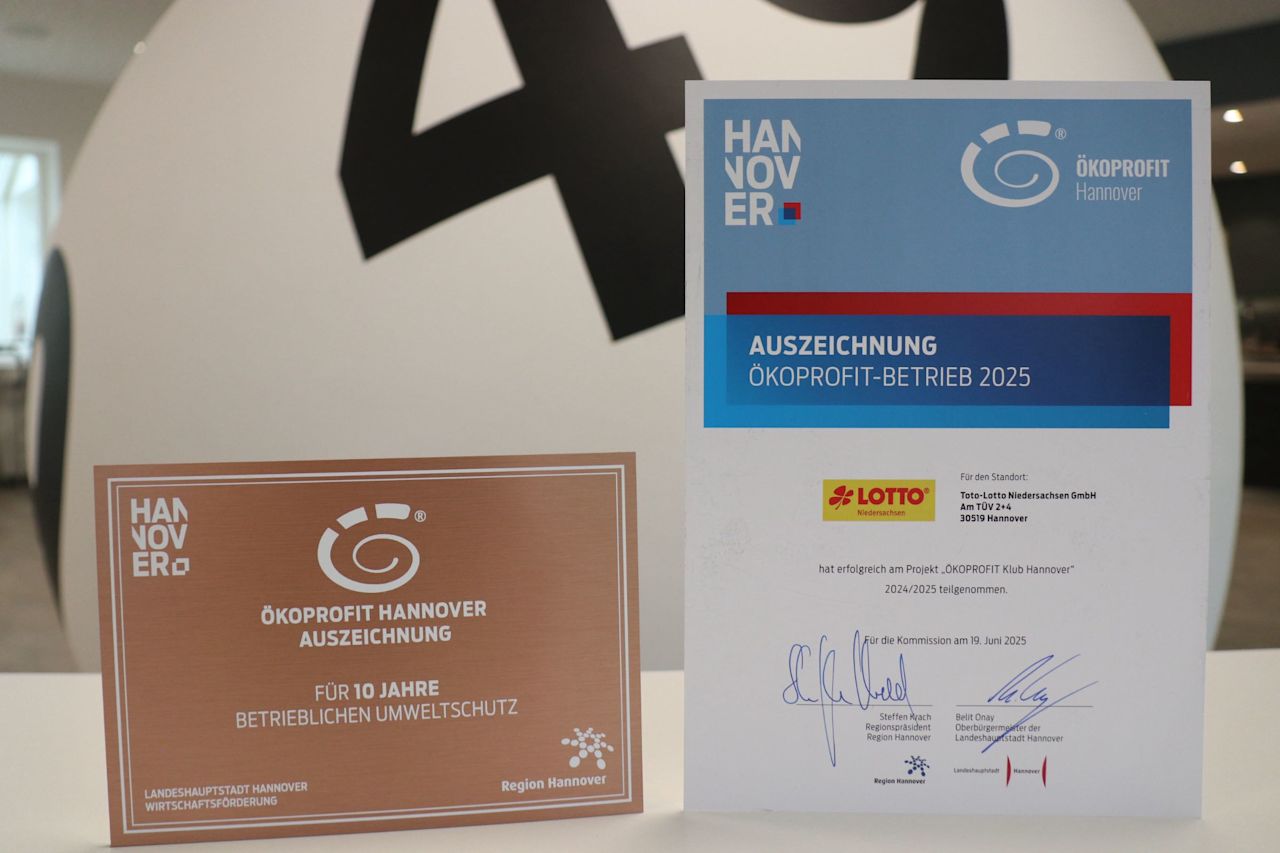 4
HAN
NOV
ER
ÖKOPROFIT HANNOVER
AUSZEICHNUNG
FÜR 10 JAHRE
BETRIEBLICHEN UMWELTSCHUTZ
LANDESHAUPTSTADT HANNOVER
WIRTSCHAFTSFÖRDERUNG
Region Hannover
®
HAN
NOV
ER
®
ÖKOPROFIT
Hannover
AUSZEICHNUNG
ÖKOPROFIT-BETRIEB 2025
LOTTO®
Niedersachsen
Für den Standort:
Toto-Lotto Niedersachsen GmbH
Am TÜV 2+4
30519 Hannover
hat erfolgreich am Projekt „ÖKOPROFIT Klub Hannover“
2024/2025 teilgenommen.
Für die Kommission am 19. Juni 2025
Steffen Krach
Regionspräsident
Region Hannover
Belit Onay
Oberbürgermeister der
Landeshauptstadt Hannover
Region Hannover
Landeshauptstadt Hannover